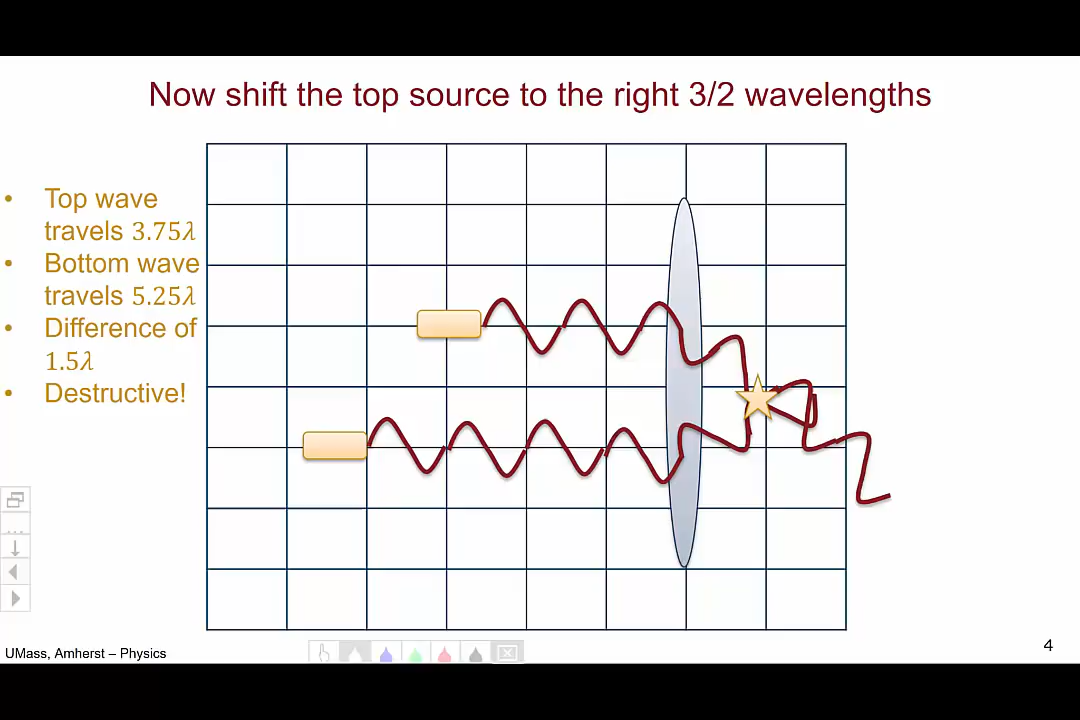 Now shift the top source to the right 3/2 wavelengths
• Top wave
travels 3.75λ
• Bottom wave
travels 5.25λ
• Difference of
1.5λ
• Destructive!
UMass, Amherst – Physics
4